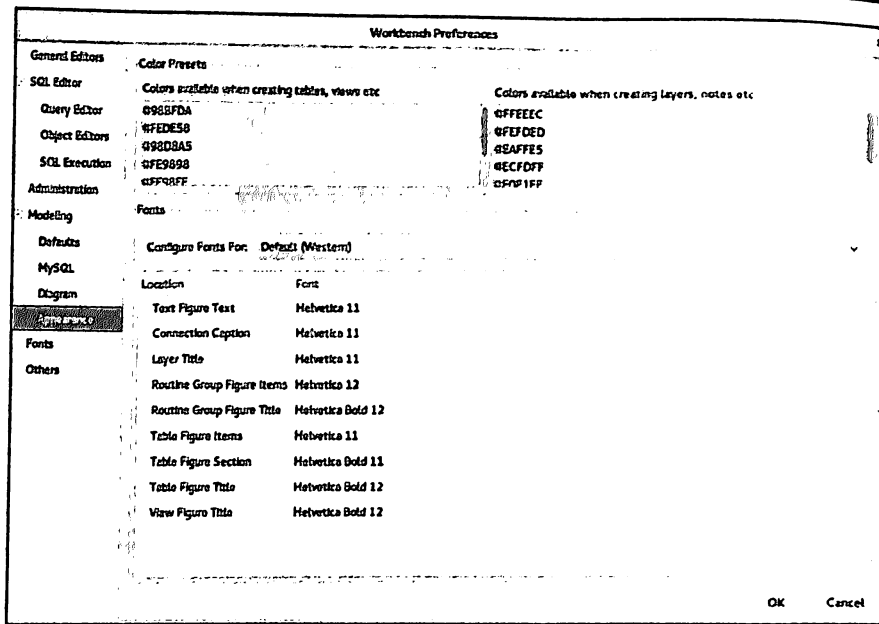 Workbench Preferences
General Editors
SQL Editor
Query Editor
Object Editors
SQL Execution
Administration
Modeling
Defaults
MySQL
Diagram
Appearance
Fonts
Others
Color Presets
Colors available when creating tables, views etc
#98BFDA
#FEDE58
#98D8A5
#FE9898
#FF98FF
Colors available when creating layers, notes etc
#FFEEEC
#FEFDED
#EAFFE5
#ECFDFF
Fonts
Configure Fonts For: Default (Western)
Location Font
Text Figure Text Helvetica 11
Connection Caption Helvetica 11
Layer Title Helvetica 11
Routine Group Figure Items Helvetica 12
Routine Group Figure Title Helvetica Bold 12
Table Figure Items Helvetica 11
Table Figure Section Helvetica Bold 11
Table Figure Title Helvetica Bold 12
View Figure Title Helvetica Bold 12
OK Cancel